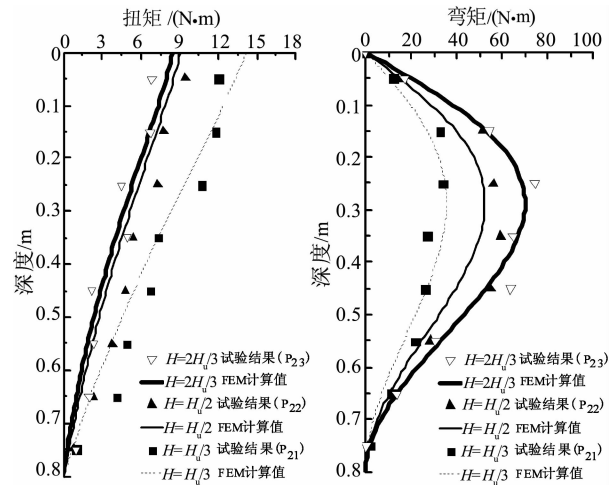 扭矩 /(N•m)
0 3 6 9 12 15 18
0
0.1
0.2
0.3
0.4
0.5
0.6
0.7
0.8
深度/m
H=2Hu/3 试验结果(P23)
H=2Hu/3 FEM计算值
H=Hu/2 试验结果(P22)
H=Hu/2 FEM计算值
H=Hu/3 试验结果(P21)
H=Hu/3 FEM计算值
弯矩/(N•m)
0 20 40 60 80 100
0
0.1
0.2
0.3
0.4
0.5
0.6
0.7
0.8
深度/m
H=2Hu/3 试验结果(P23)
H=2Hu/3 FEM计算值
H=Hu/2 试验结果(P22)
H=Hu/2 FEM计算值
H=Hu/3 试验结果(P21)
H=Hu/3 FEM计算值